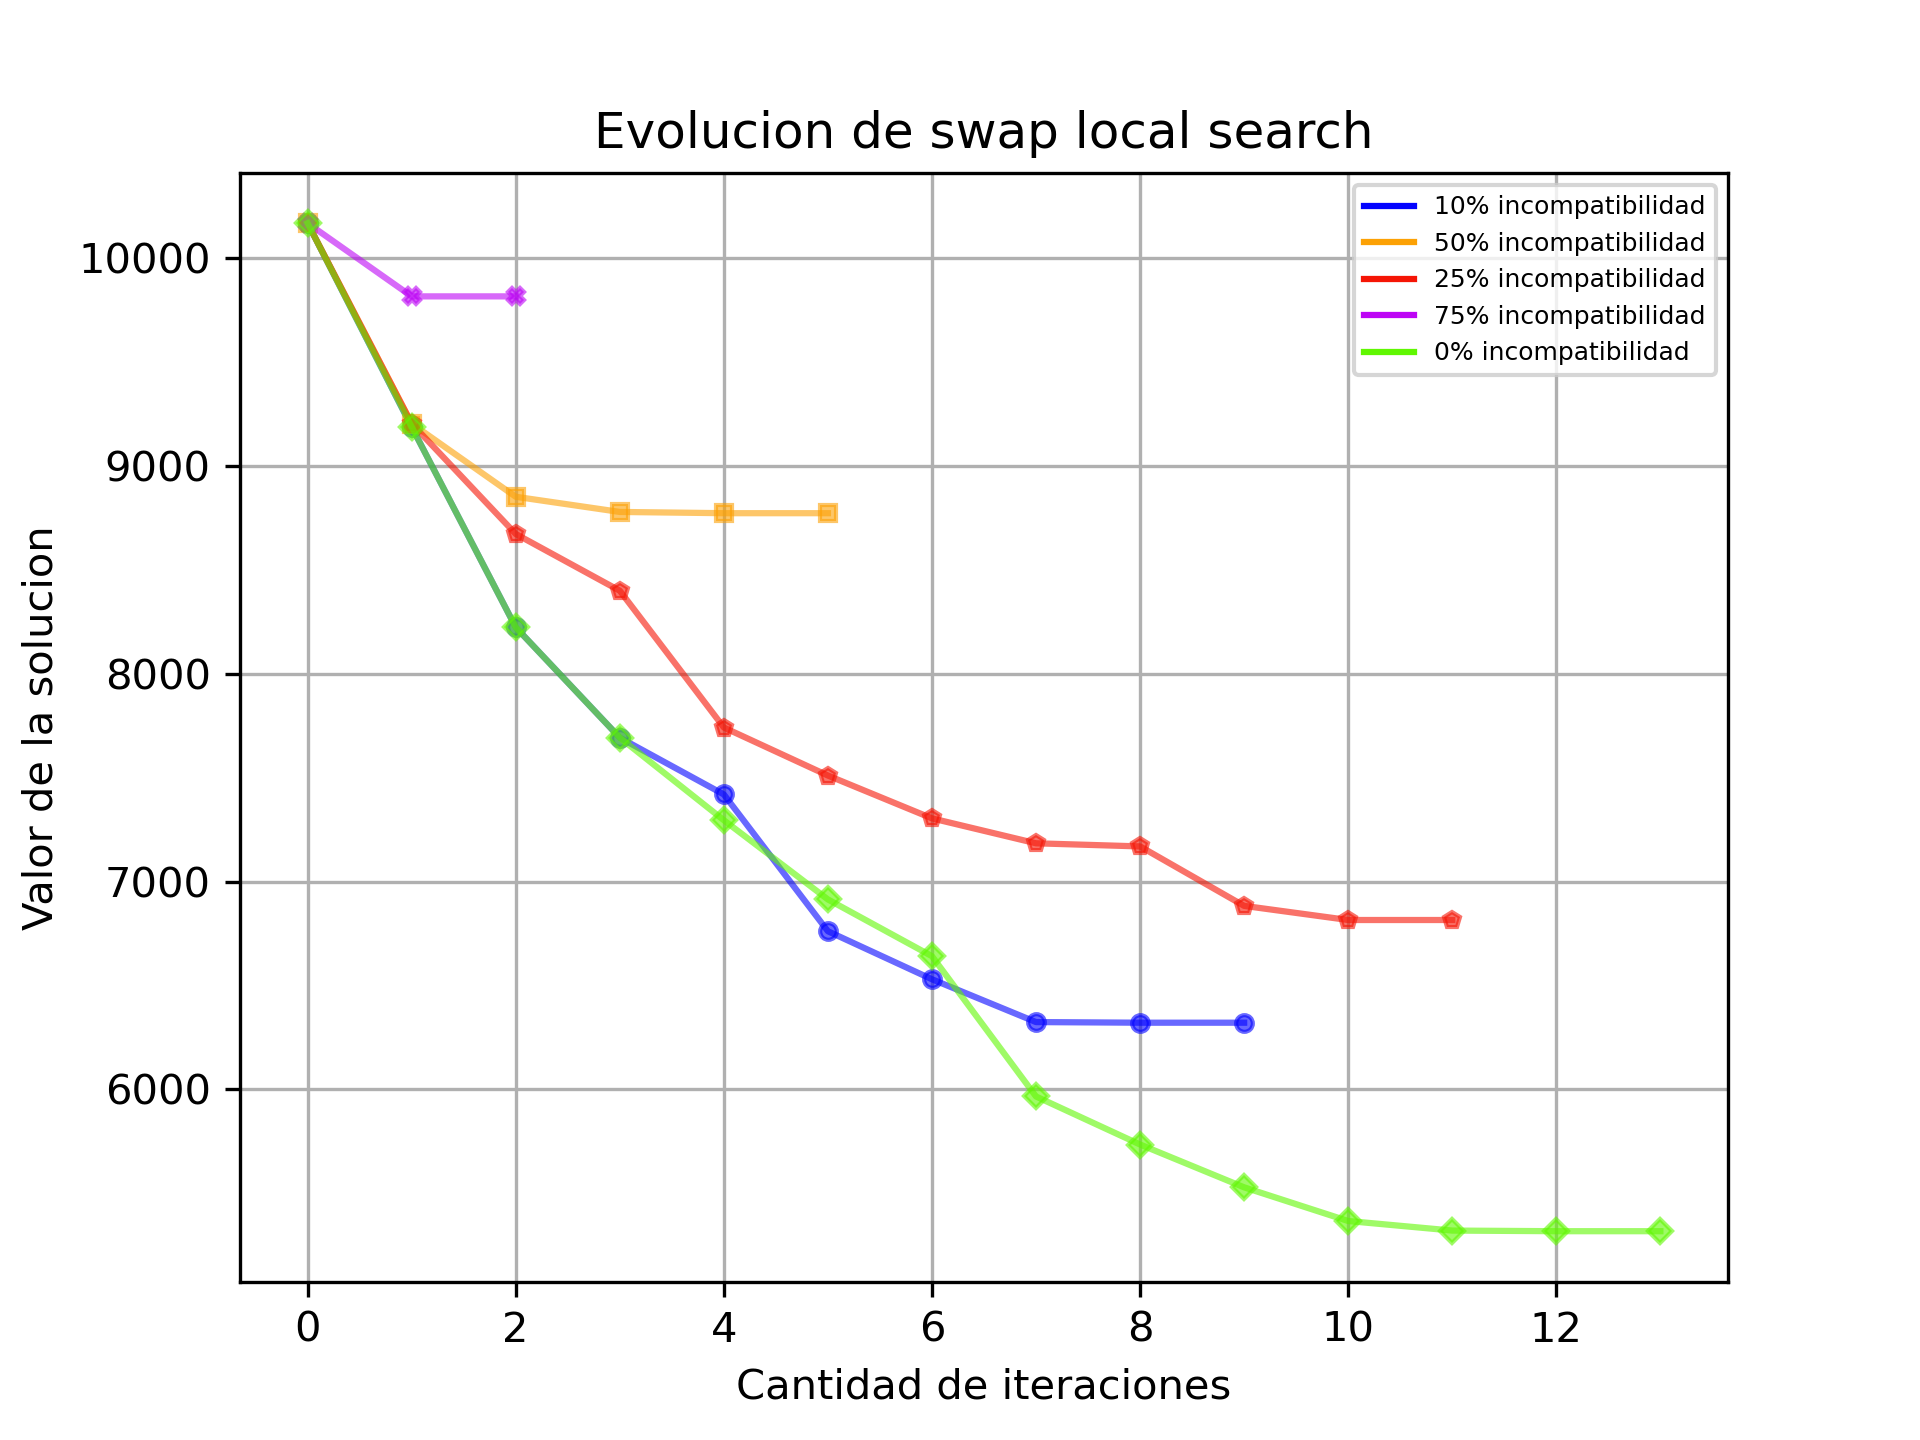 Evolucion de swap local search
10% incompatibilidad
50% incompatibilidad
25% incompatibilidad
75% incompatibilidad
0% incompatibilidad
Valor de la solucion
10000
9000
8000
7000
6000
0 2 4 6 8 10 12
Cantidad de iteraciones